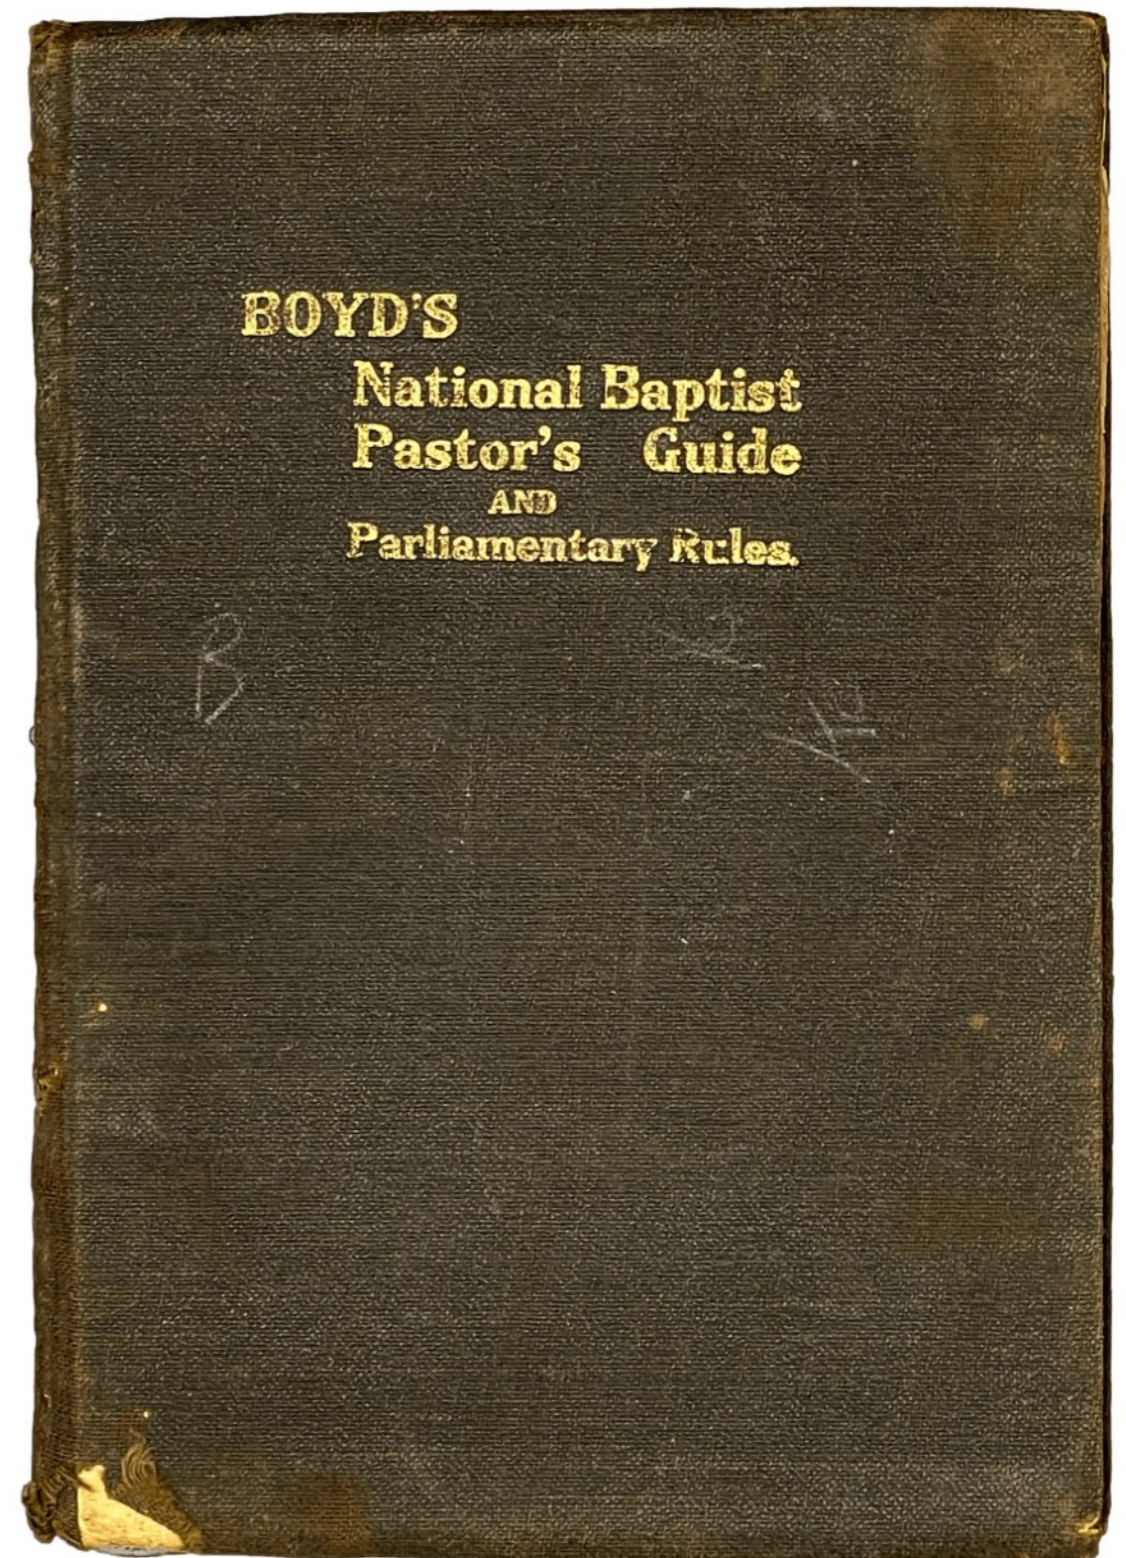 BOYD'S
National Baptist
Pastor's Guide
AND
Parliamentary Rules.
B